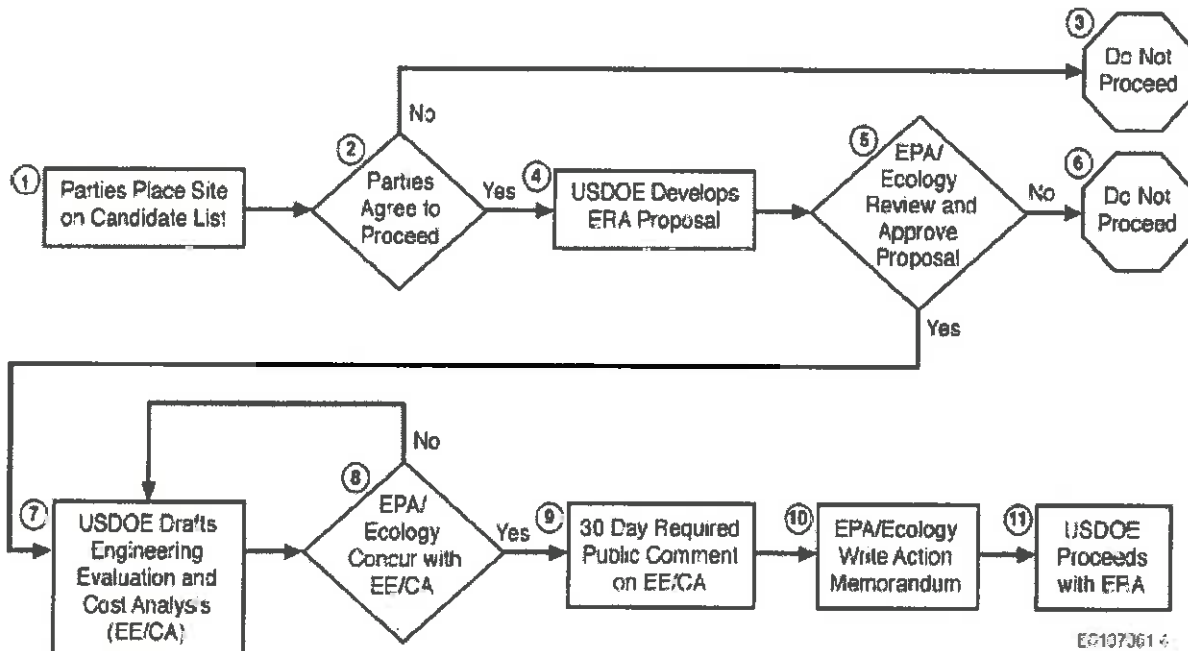 3
Do Not
Proceed
No
1
Parties Place Site
on Candidate List
2
Parties
Agree to
Proceed
Yes
4
USDOE Develops
ERA Proposal
5
EPA/
Ecology
Review and
Approve
Proposal
No
6
Do Not
Proceed
Yes
No
7
USDOE Drafts
Engineering
Evaluation and
Cost Analysis
(EE/CA)
8
EPA/
Ecology
Concur with
EE/CA
Yes
9
30 Day Required
Public Comment
on EE/CA
10
EPA/Ecology
Write Action
Memorandum
11
USDOE
Proceeds
with ERA